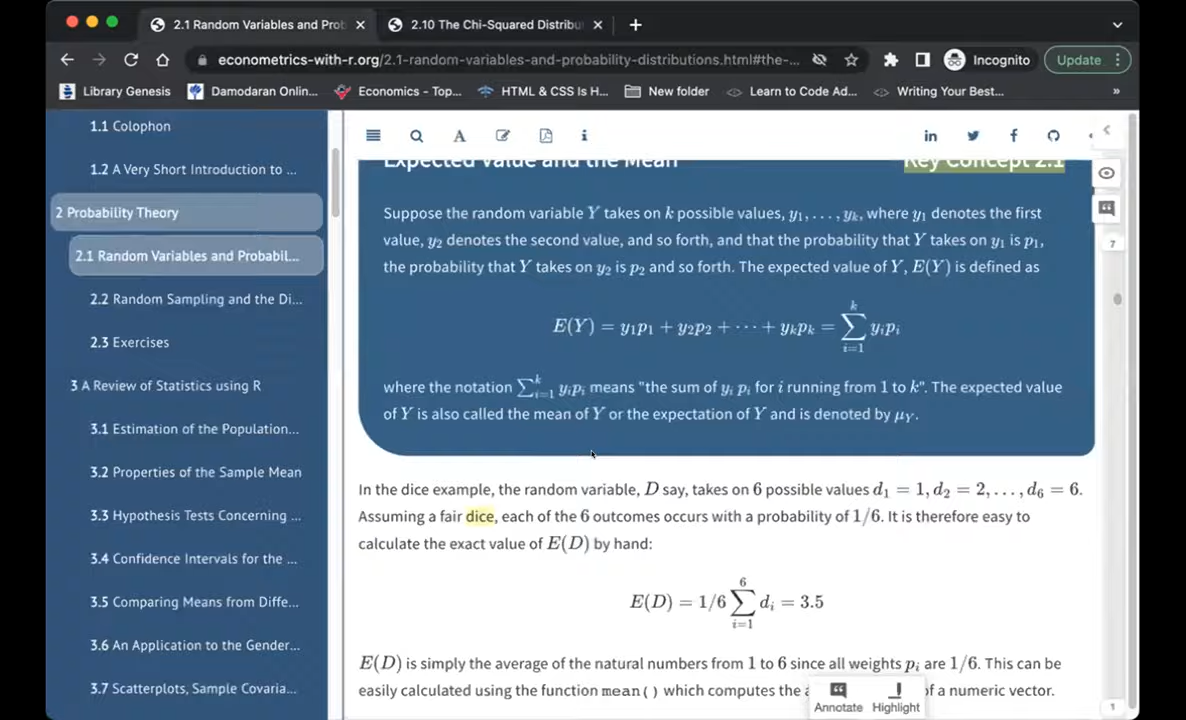 2.1 Random Variables and Prob
2.10 The Chi-Squared Distribu
econometrics-with-r.org/2.1-random-variables-and-probability-distributions.html#the-...
Incognito
Update
Library Genesis
Damodaran Onlin...
Economics - Top...
HTML & CSS Is H...
New folder
Learn to Code Ad...
Writing Your Best...
»
1.1 Colophon
1.2 A Very Short Introduction to ...
2 Probability Theory
2.1 Random Variables and Probabil...
2.2 Random Sampling and the Di...
2.3 Exercises
3 A Review of Statistics using R
3.1 Estimation of the Population...
3.2 Properties of the Sample Mean
3.3 Hypothesis Tests Concerning ...
3.4 Confidence Intervals for the ...
3.5 Comparing Means from Diffe...
3.6 An Application to the Gender...
3.7 Scatterplots, Sample Covaria...
Expected Value and the Mean
Key Concept 2.1
Suppose the random variable Y takes on k possible values, y₁, . . . , yₖ, where y₁ denotes the first
value, y₂ denotes the second value, and so forth, and that the probability that Y takes on y₁ is p₁,
the probability that Y takes on y₂ is p₂ and so forth. The expected value of Y, E(Y) is defined as
E(Y) = y₁p₁ + y₂p₂ + ··· + yₖpₖ = ∑ᵢ₌₁ᵏ yᵢpᵢ
where the notation ∑ᵢ₌₁ᵏ yᵢpᵢ means "the sum of yᵢ pᵢ for i running from 1 to k". The expected value
of Y is also called the mean of Y or the expectation of Y and is denoted by μ_Y.
In the dice example, the random variable, D say, takes on 6 possible values d₁ = 1, d₂ = 2, . . . , d₆ = 6.
Assuming a fair dice, each of the 6 outcomes occurs with a probability of 1/6. It is therefore easy to
calculate the exact value of E(D) by hand:
E(D) = 1/6 ∑ᵢ₌₁⁶ dᵢ = 3.5
E(D) is simply the average of the natural numbers from 1 to 6 since all weights pᵢ are 1/6. This can be
easily calculated using the function mean() which computes the a of a numeric vector.
Annotate
Highlight
7
1